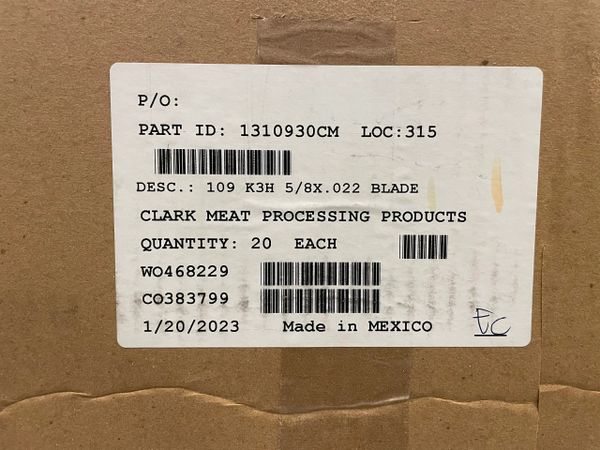 P/O:
PART ID: 1310930CM LOC:315
DESC.: 109 K3H 5/8X.022 BLADE
CLARK MEAT PROCESSING PRODUCTS
QUANTITY: 20 EACH
WO468229
CO383799
1/20/2023 Made in MEXICO